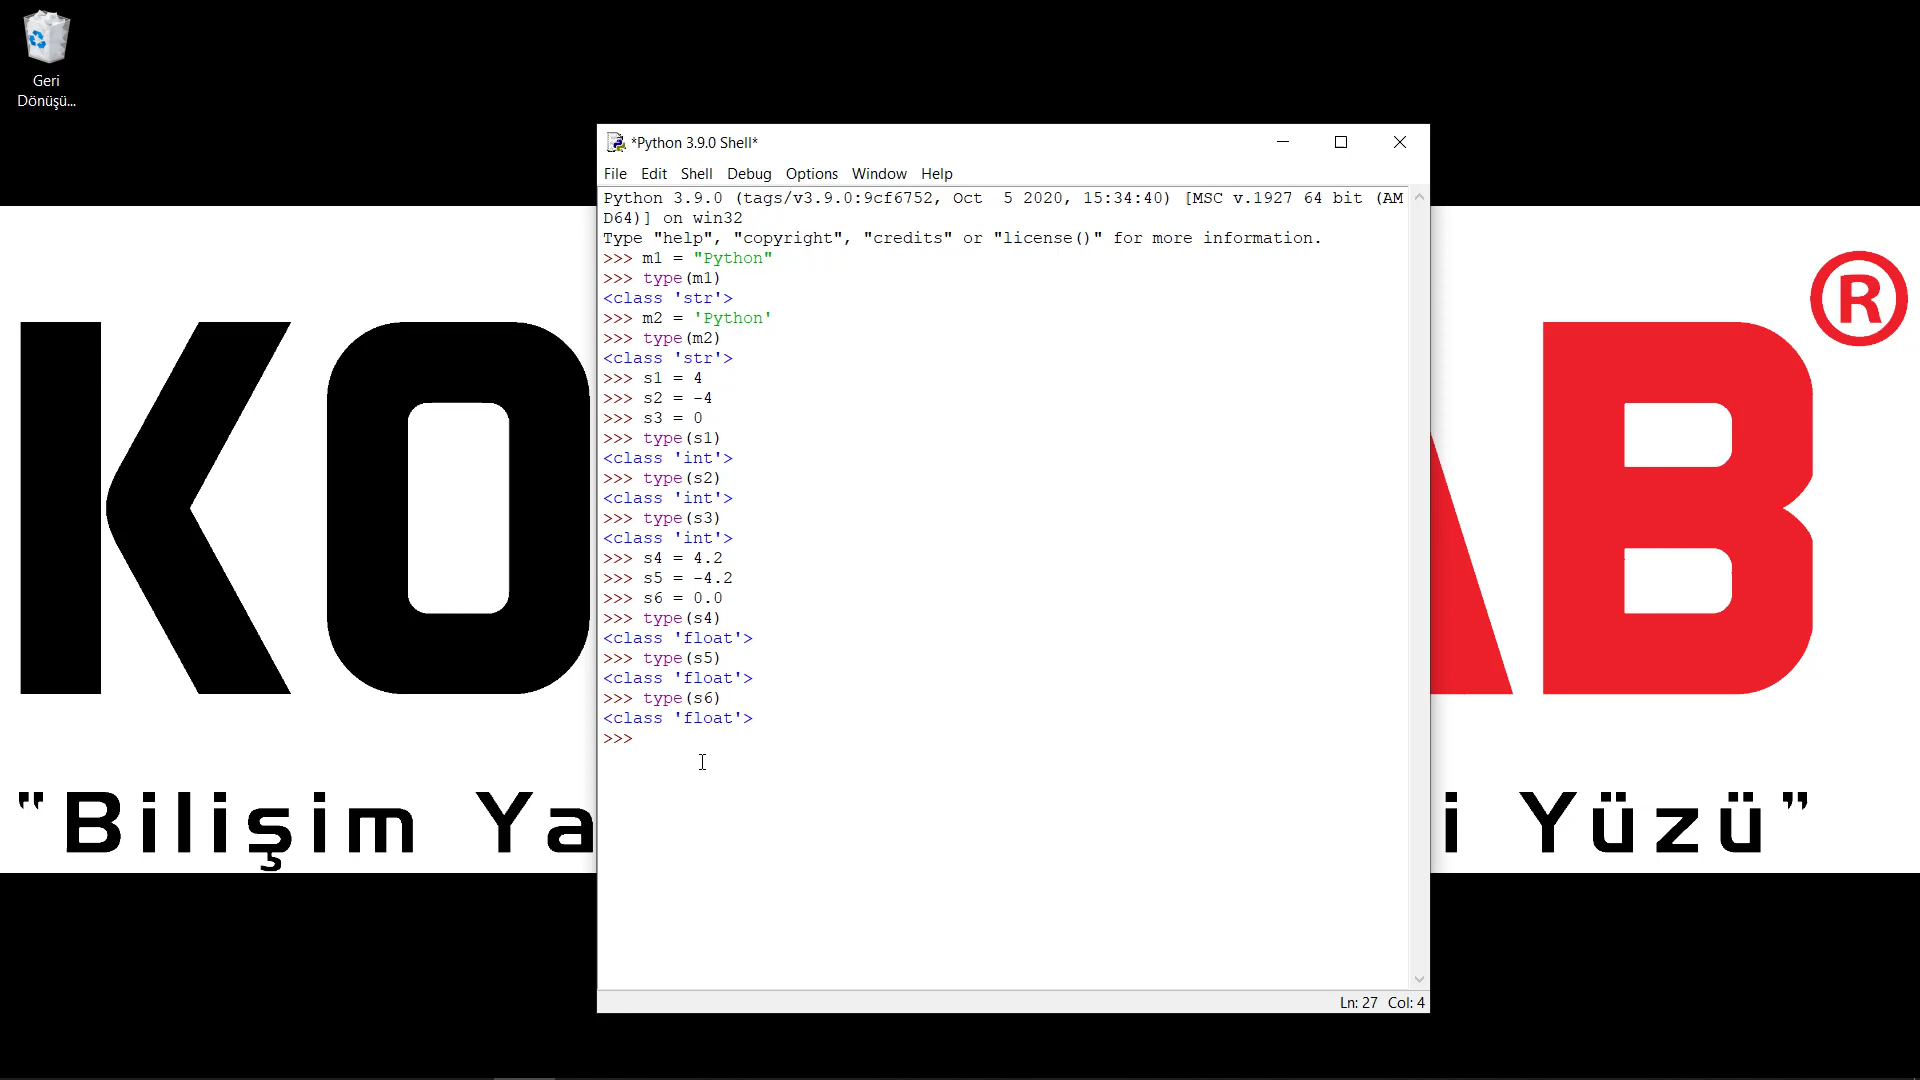 Geri
Dönüşü...
*Python 3.9.0 Shell*
File Edit Shell Debug Options Window Help
Python 3.9.0 (tags/v3.9.0:9cf6752, Oct  5 2020, 15:34:40) [MSC v.1927 64 bit (AM
D64)] on win32
Type "help", "copyright", "credits" or "license()" for more information.
>>> m1 = "Python"
>>> type(m1)
<class 'str'>
>>> m2 = 'Python'
>>> type(m2)
<class 'str'>
>>> s1 = 4
>>> s2 = -4
>>> s3 = 0
>>> type(s1)
<class 'int'>
>>> type(s2)
<class 'int'>
>>> type(s3)
<class 'int'>
>>> s4 = 4.2
>>> s5 = -4.2
>>> s6 = 0.0
>>> type(s4)
<class 'float'>
>>> type(s5)
<class 'float'>
>>> type(s6)
<class 'float'>
>>>
Ln: 27 Col: 4
KO AB ®
"Bilişim Ya i Yüzü"